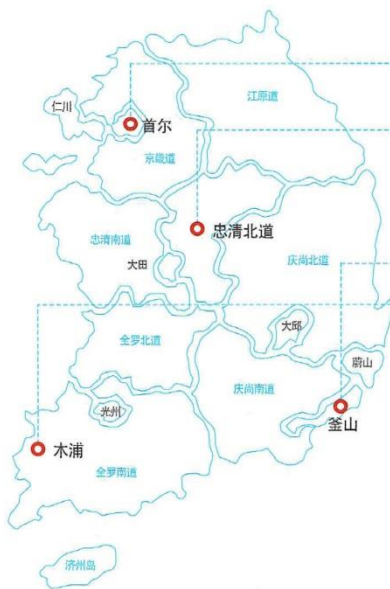 江原道
仁川
首尔
京畿道
忠清北道
忠清南道
庆尚北道
大田
大邱
全罗北道
蔚山
庆尚南道
光州
釜山
木浦
全罗南道
济州岛